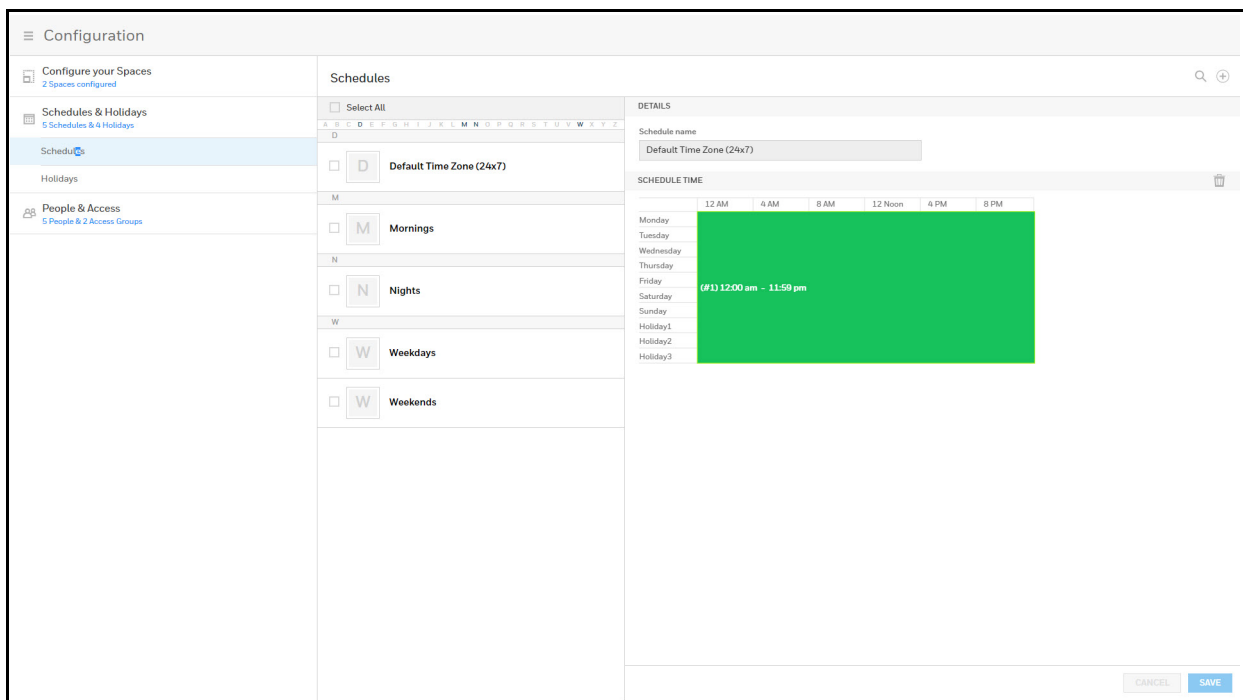 Configuration
Configure your Spaces
2 Spaces configured
Schedules & Holidays
5 Schedules & 4 Holidays
Schedules
Holidays
People & Access
5 People & 2 Access Groups
Schedules
Select All
A B C D E F G H I J K L M N O P Q R S T U V W X Y Z
D
D Default Time Zone (24x7)
M
M Mornings
N
N Nights
W
W Weekdays
W Weekends
DETAILS
Schedule name
Default Time Zone (24x7)
SCHEDULE TIME
12 AM 4 AM 8 AM 12 Noon 4 PM 8 PM
Monday
Tuesday
Wednesday
Thursday
Friday
(#1) 12:00 am - 11:59 pm
Saturday
Sunday
Holiday1
Holiday2
Holiday3
CANCEL SAVE